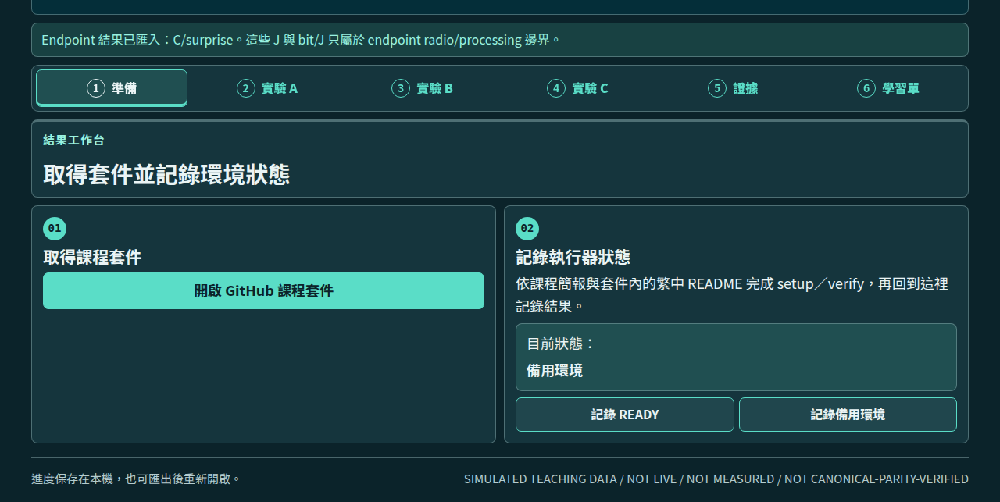 Endpoint 結果已匯入：C/surprise。這些 J 與 bit/J 只屬於 endpoint radio/processing 邊界。
1 準備
2 實驗 A
3 實驗 B
4 實驗 C
5 證據
6 學習單
結果工作台
取得套件並記錄環境狀態
01
取得課程套件
開啟 GitHub 課程套件
02
記錄執行器狀態
依課程簡報與套件內的繁中 README 完成 setup／verify，再回到這裡
記錄結果。
目前狀態：
備用環境
記錄 READY
記錄備用環境
進度保存在本機，也可匯出後重新開啟。
SIMULATED TEACHING DATA / NOT LIVE / NOT MEASURED / NOT CANONICAL-PARITY-VERIFIED